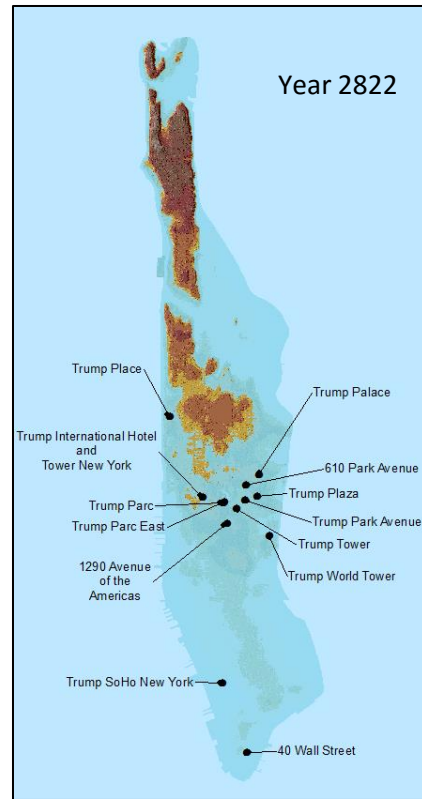 Year 2822
Trump Place
Trump Palace
Trump International Hotel
and
Tower New York
610 Park Avenue
Trump Plaza
Trump Parc
Trump Park Avenue
Trump Parc East
Trump Tower
1290 Avenue
of the
Americas
Trump World Tower
Trump SoHo New York
40 Wall Street